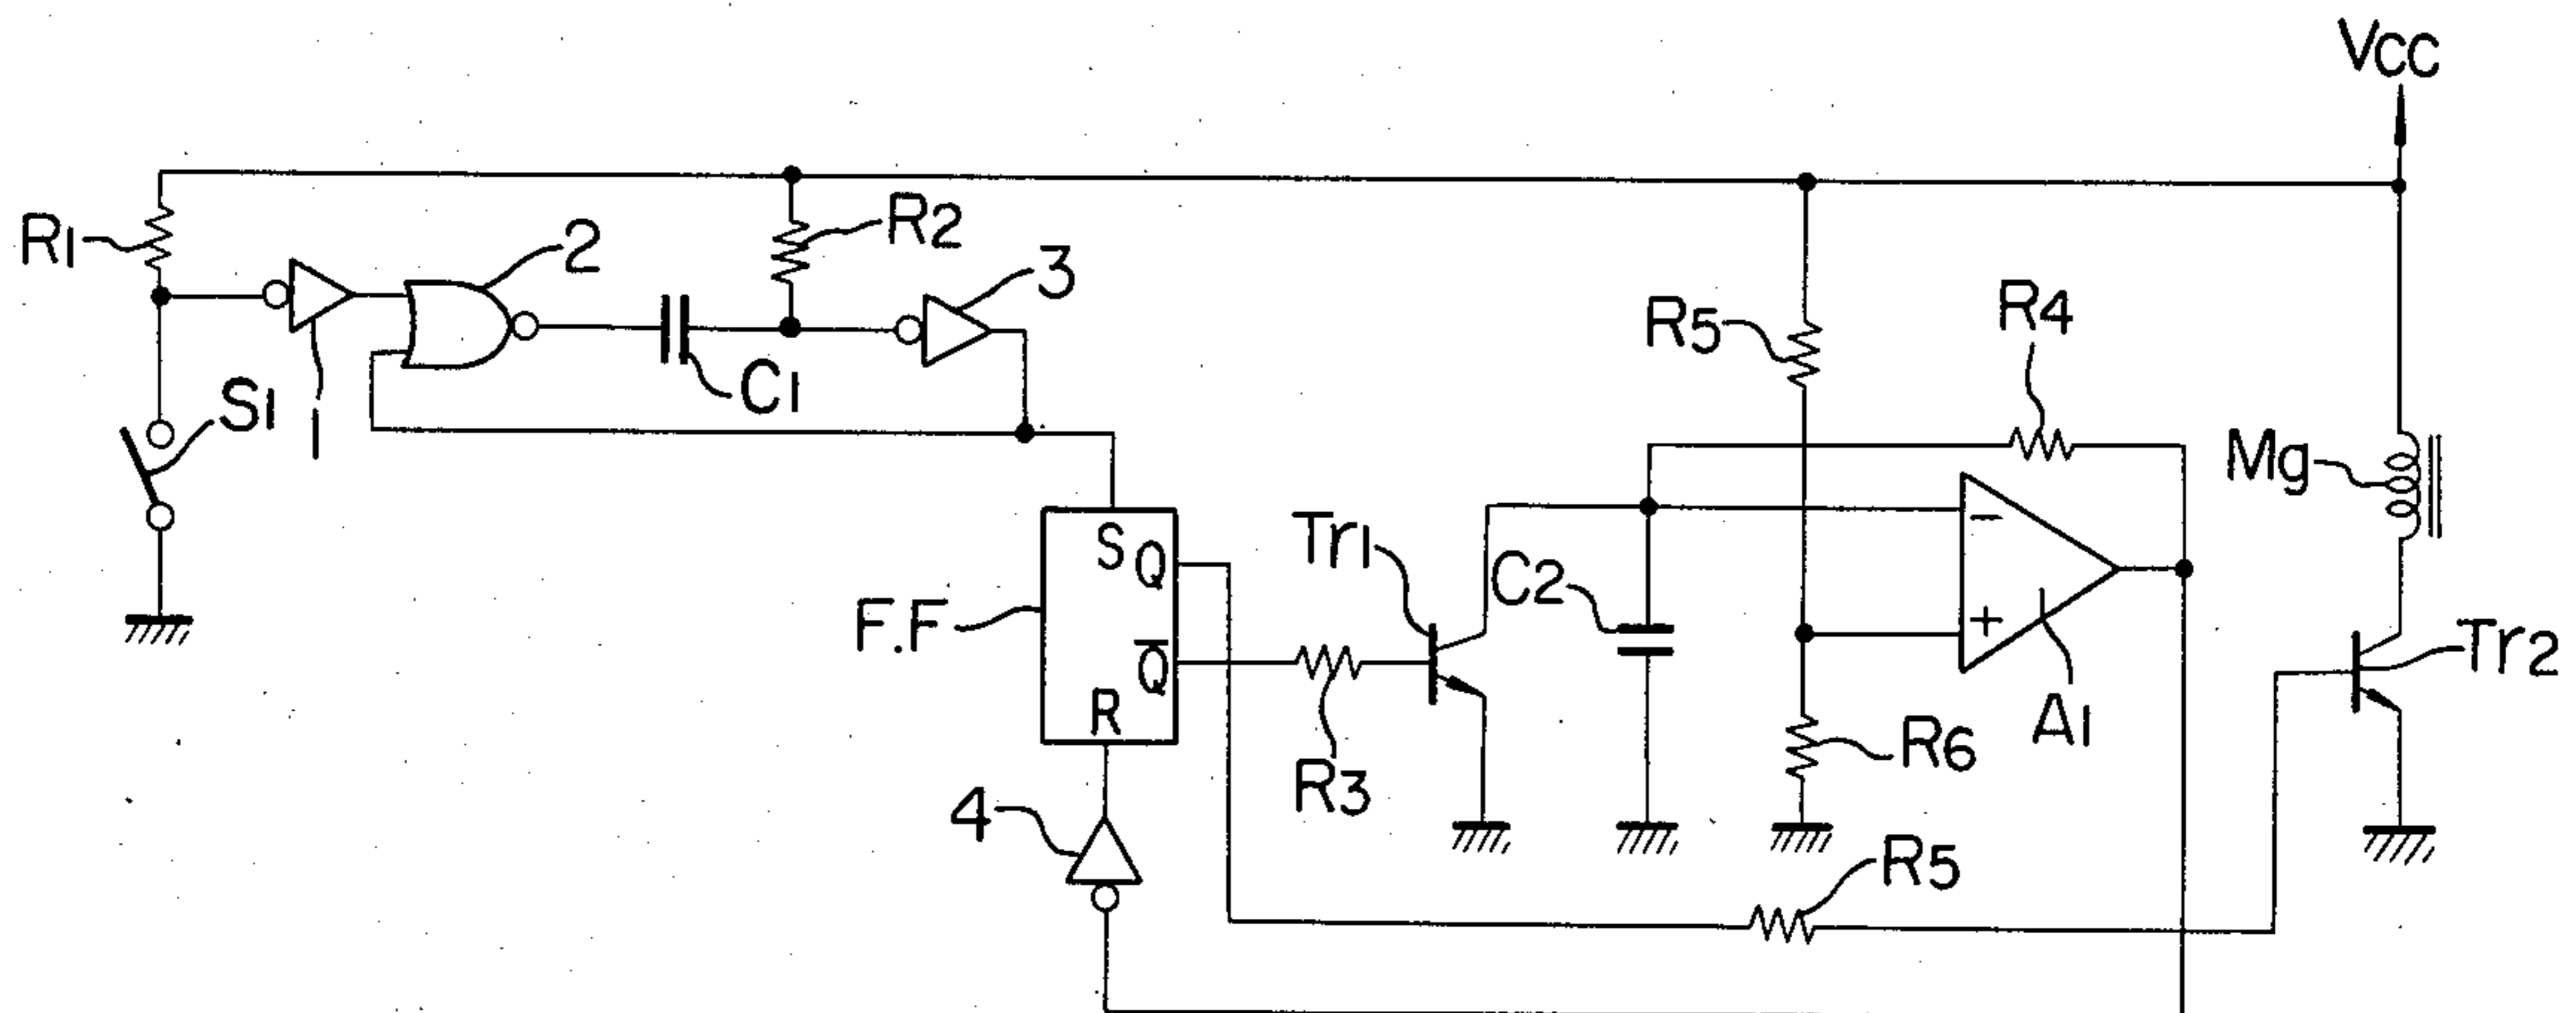 Vcc
R1
2
R2
3
R5
R4
S1
1
C1
Mg
Tr1
C2
−
S Q
F.F
Q̅
+
Tr2
R
A1
R3
R6
4
R5